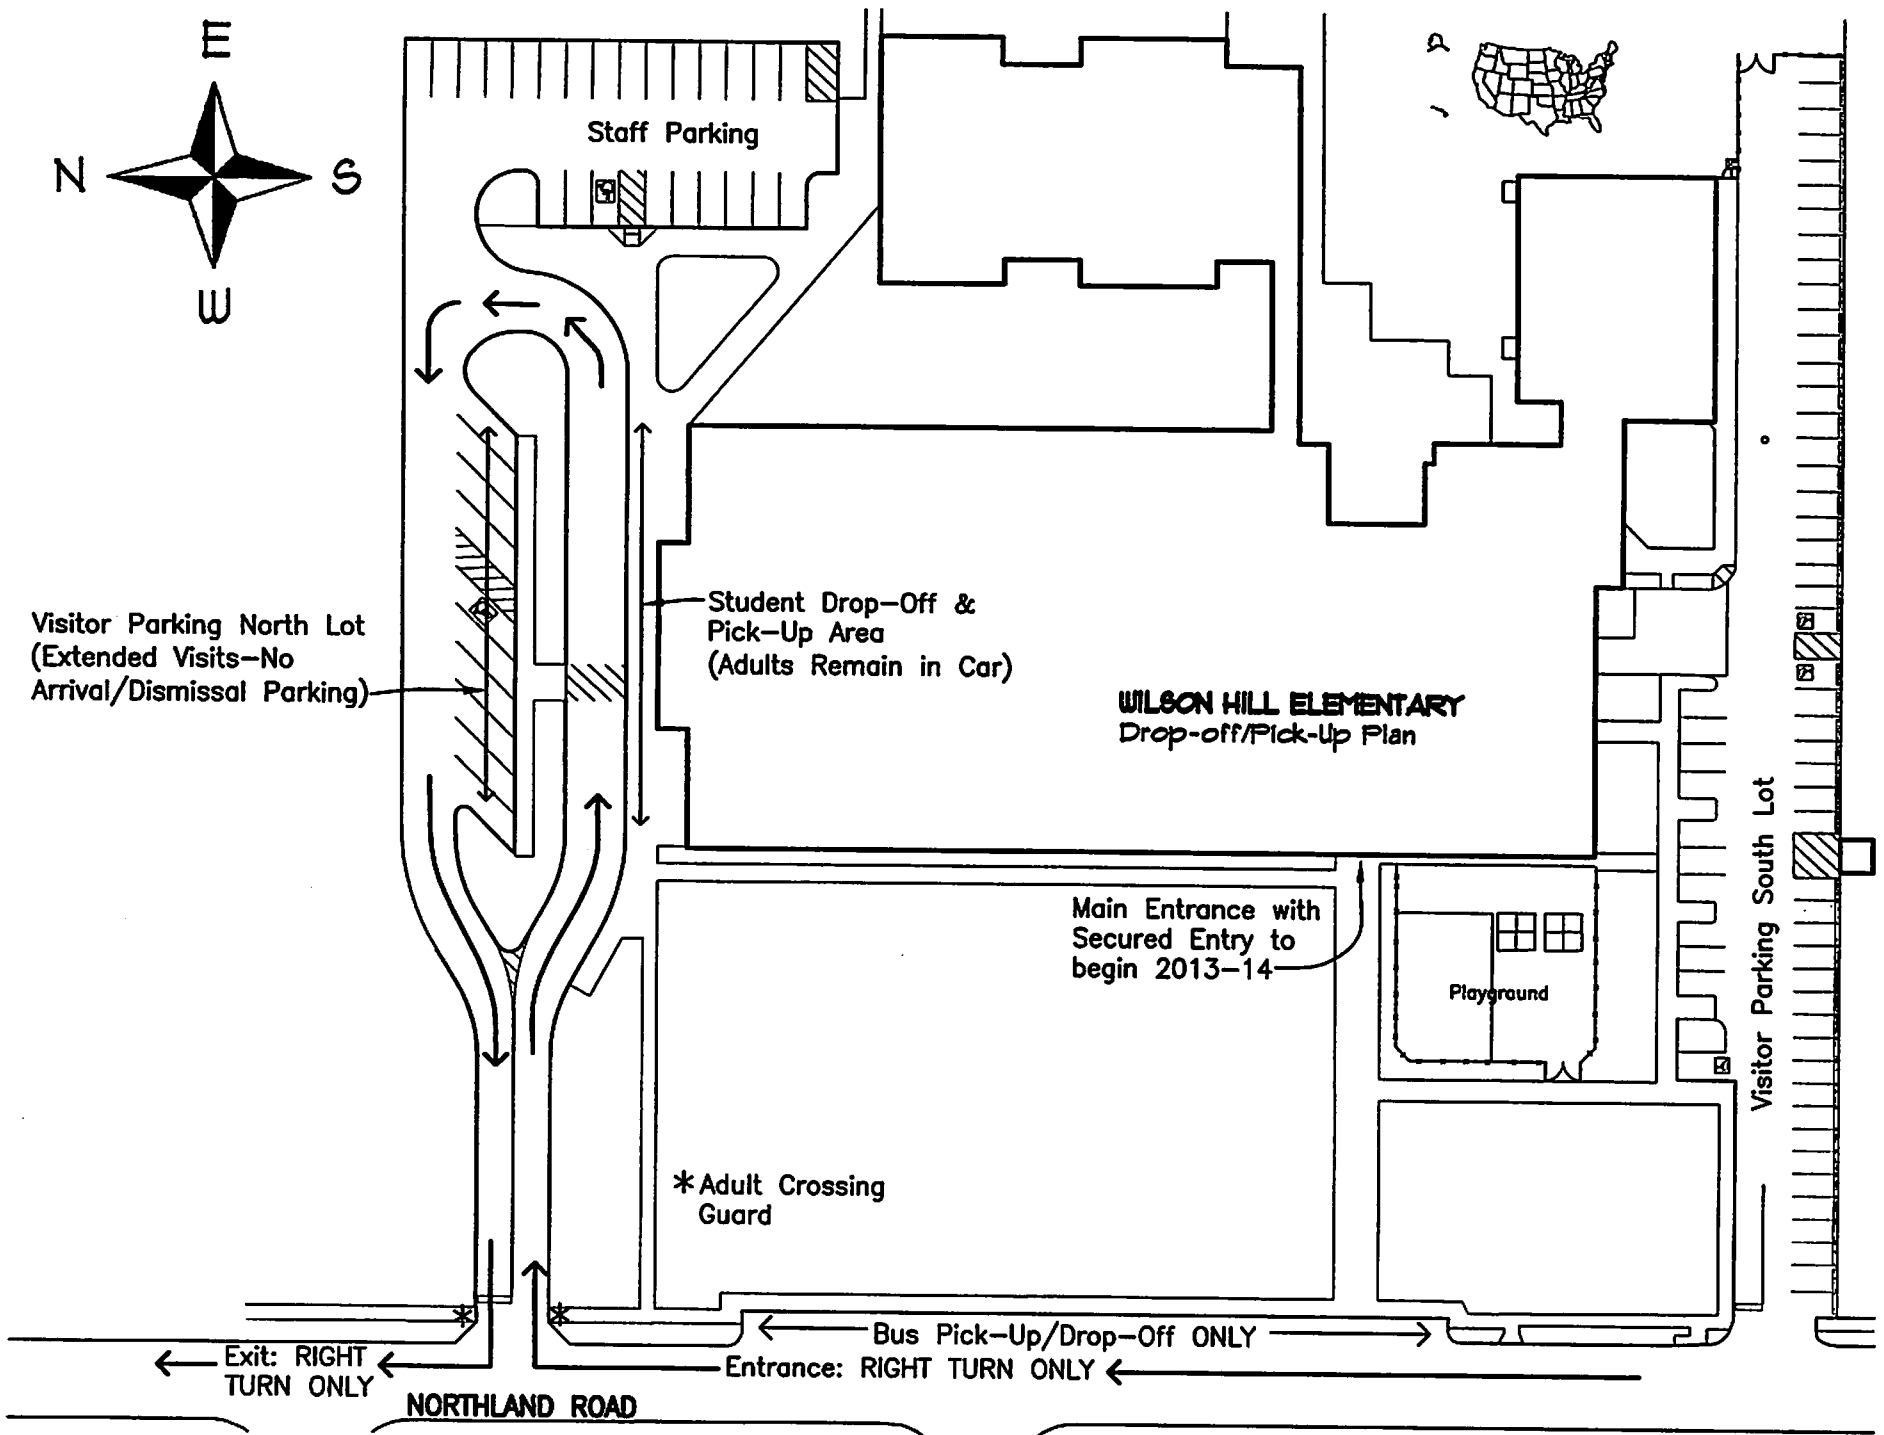 E
N
S
W
Staff Parking
Visitor Parking North Lot
(Extended Visits-No
Arrival/Dismissal Parking)
Student Drop-Off &
Pick-Up Area
(Adults Remain in Car)
WILSON HILL ELEMENTARY
Drop-off/Pick-Up Plan
Main Entrance with
Secured Entry to
begin 2013-14
Playground
Visitor Parking South Lot
*Adult Crossing
Guard
*
*
Bus Pick-Up/Drop-Off ONLY
Exit: RIGHT
TURN ONLY
Entrance: RIGHT TURN ONLY
NORTHLAND ROAD